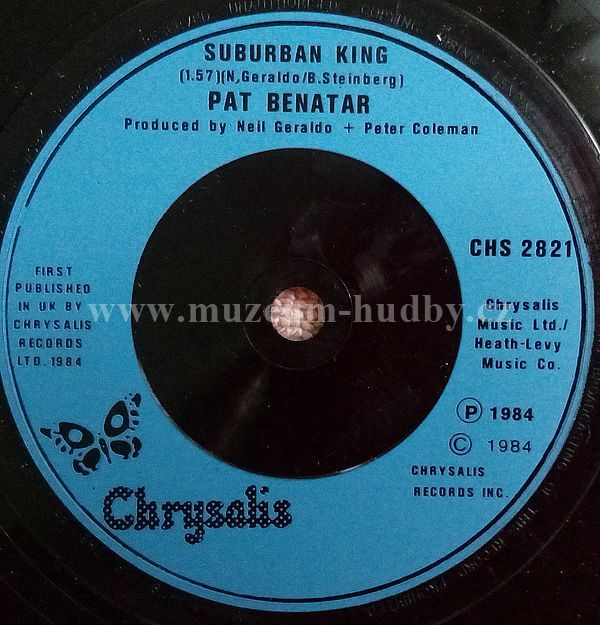 SUBURBAN KING
(1.57)(N.Geraldo/B.Steinberg)
PAT BENATAR
Produced by Neil Geraldo + Peter Coleman
CHS 2821
FIRST
PUBLISHED
IN UK BY
CHRYSALIS
RECORDS
LTD. 1984
www.muzeum-hudby.cz
Chrysalis
Music Ltd./
Heath-Levy
Music Co.
Ⓟ 1984
© 1984
CHRYSALIS
RECORDS INC.
Chrysalis